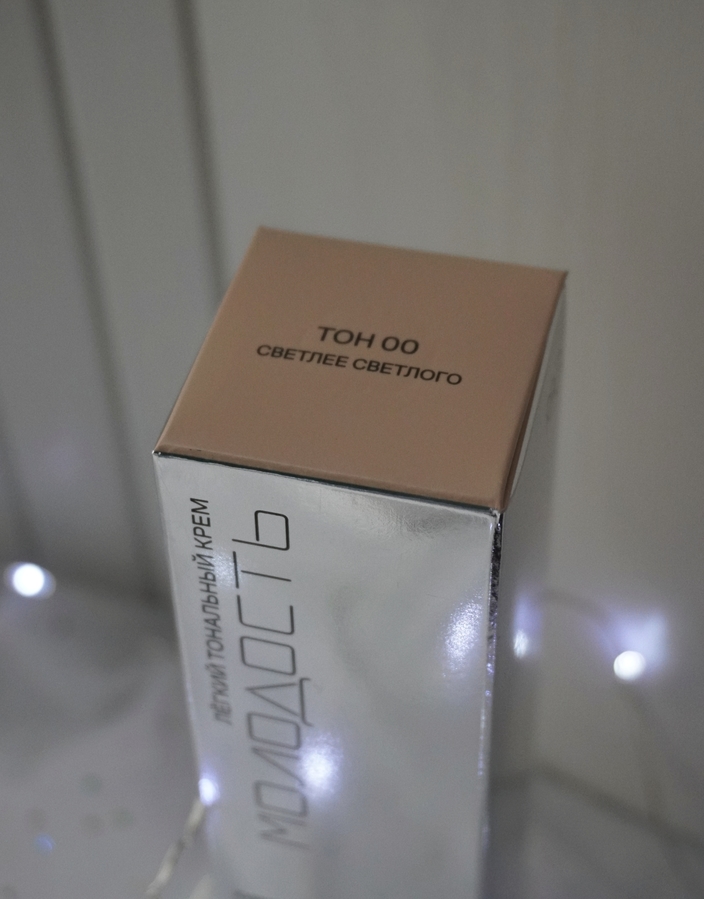 ТОН 00
СВЕТЛЕЕ СВЕТЛОГО
ЛЁГКИЙ ТОНАЛЬНЫЙ КРЕМ
МОЛОДОСТЬ